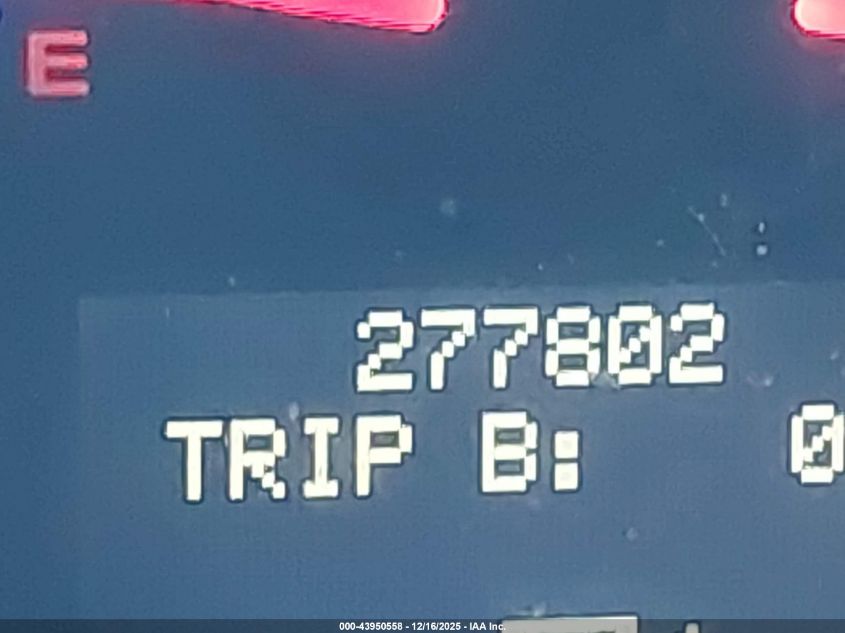 E
277802
TRIP B: 0
000-43950558 - 12/16/2025 - IAA Inc.